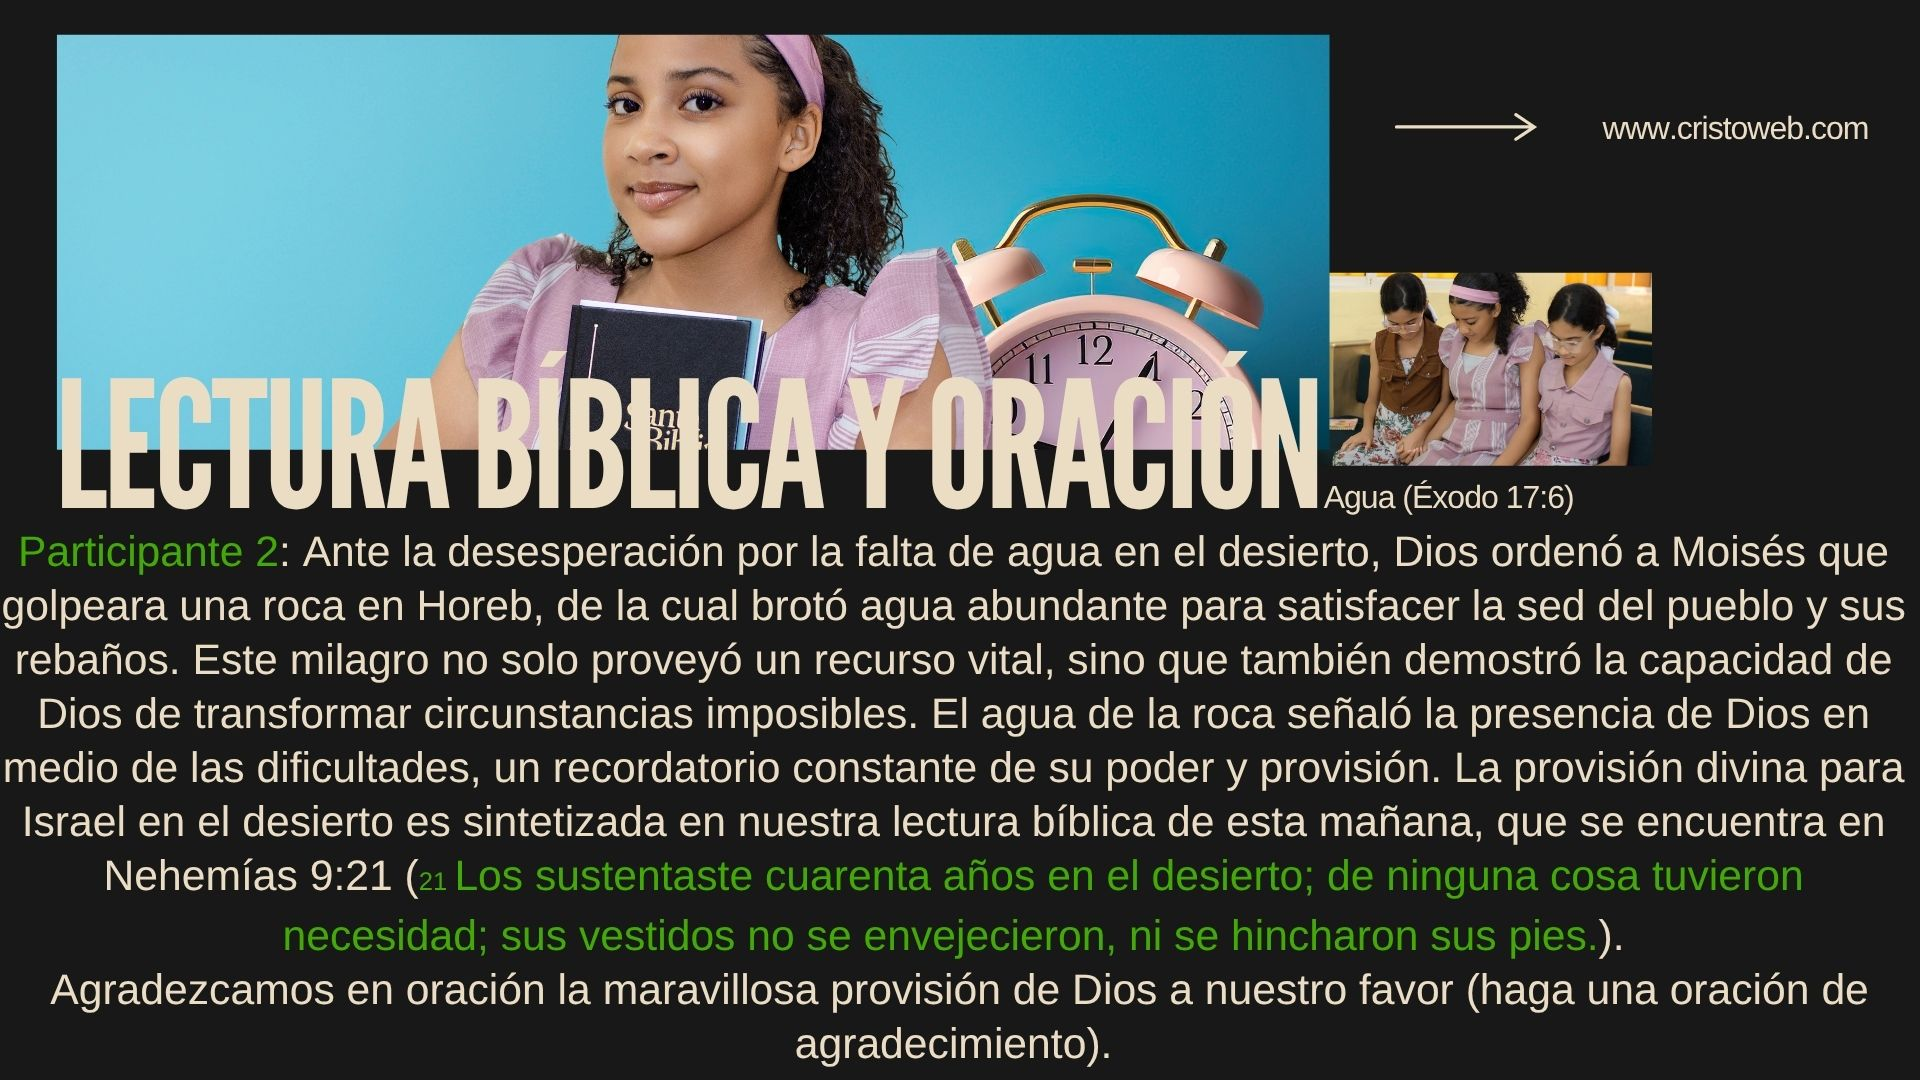 www.cristoweb.com
11 12 1
2
Santa
Biblia
LECTURA BÍBLICA Y ORACIÓN
Agua (Éxodo 17:6)
Participante 2: Ante la desesperación por la falta de agua en el desierto, Dios ordenó a Moisés que
golpeara una roca en Horeb, de la cual brotó agua abundante para satisfacer la sed del pueblo y sus
rebaños. Este milagro no solo proveyó un recurso vital, sino que también demostró la capacidad de
Dios de transformar circunstancias imposibles. El agua de la roca señaló la presencia de Dios en
medio de las dificultades, un recordatorio constante de su poder y provisión. La provisión divina para
Israel en el desierto es sintetizada en nuestra lectura bíblica de esta mañana, que se encuentra en
Nehemías 9:21 (21 Los sustentaste cuarenta años en el desierto; de ninguna cosa tuvieron
necesidad; sus vestidos no se envejecieron, ni se hincharon sus pies.).
Agradezcamos en oración la maravillosa provisión de Dios a nuestro favor (haga una oración de
agradecimiento).